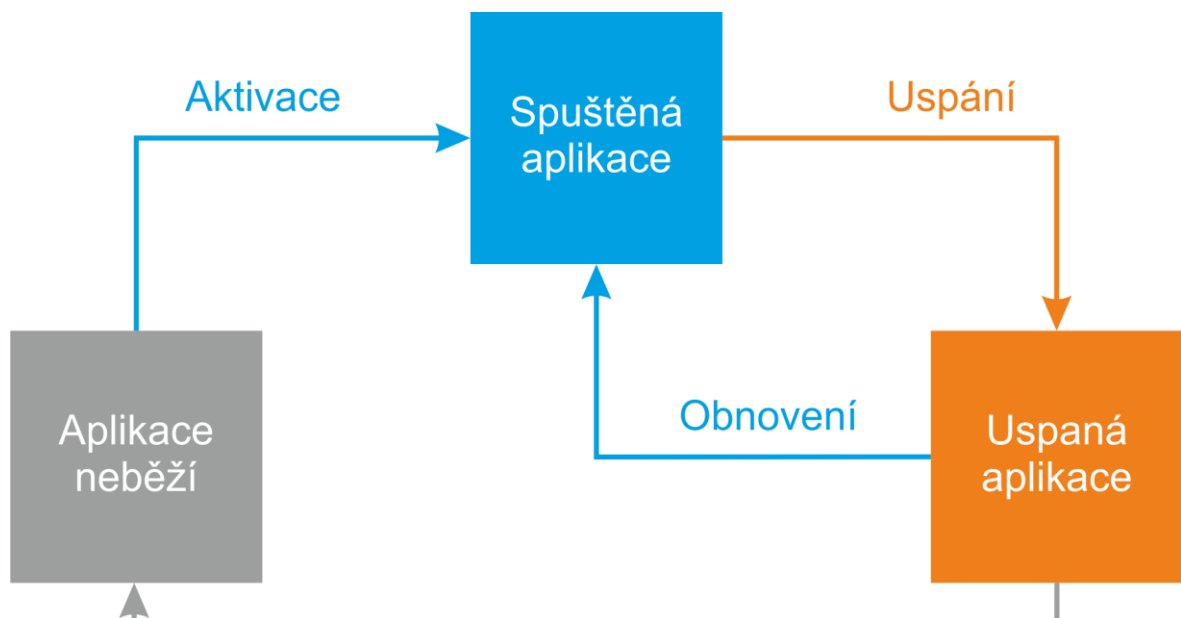 Aktivace
Spuštěná
aplikace
Uspání
Aplikace
neběží
Obnovení
Uspaná
aplikace